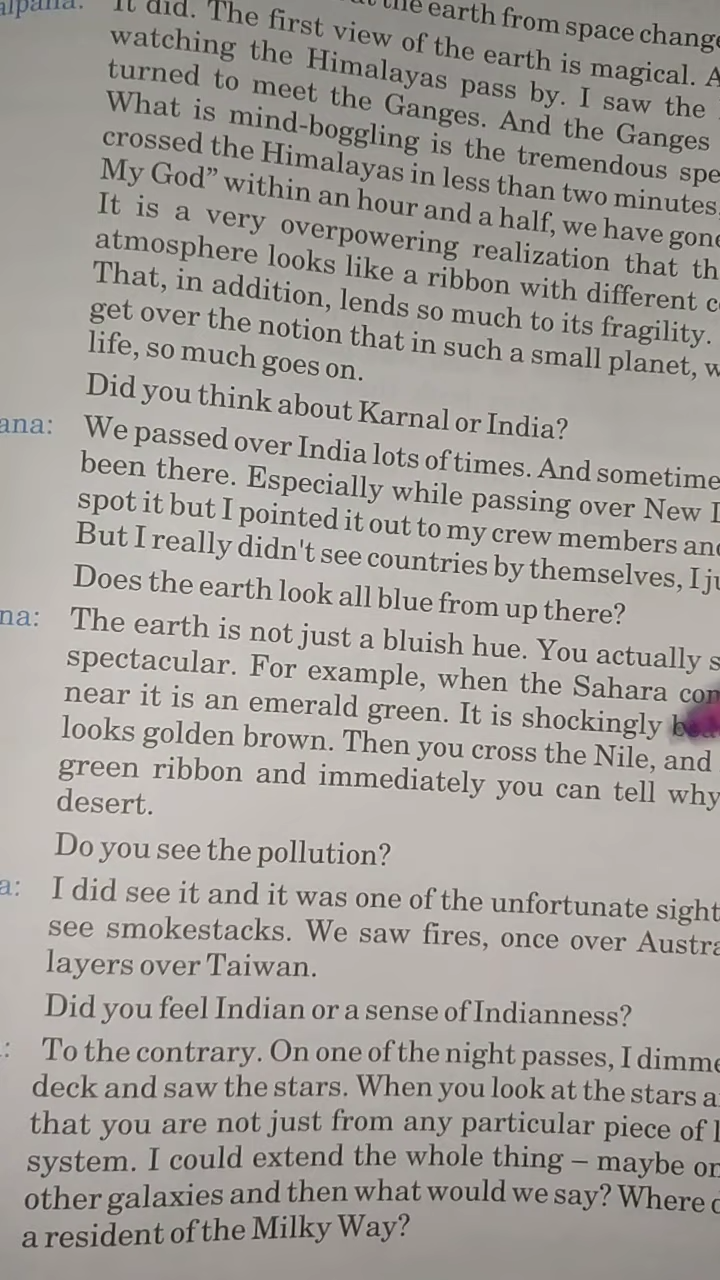 the earth from space
alpana: It did. The first view of the earth is magical.
watching the Himalayas pass by. I saw the
turned to meet the Ganges. And the Ganges
What is mind-boggling is the tremendous spe
crossed the Himalayas in less than two minutes.
My God” within an hour and a half, we have gone
It is a very overpowering realization that th
atmosphere looks like a ribbon with different c
That, in addition, lends so much to its fragility.
get over the notion that in such a small planet, w
life, so much goes on.
Did you think about Karnal or India?
ana: We passed over India lots of times. And sometime
been there. Especially while passing over New
spot it but I pointed it out to my crew members and
But I really didn't see countries by themselves, I ju
Does the earth look all blue from up there?
na: The earth is not just a bluish hue. You actually s
spectacular. For example, when the Sahara con
near it is an emerald green. It is shockingly
looks golden brown. Then you cross the Nile, and
green ribbon and immediately you can tell why
desert.
Do you see the pollution?
a: I did see it and it was one of the unfortunate sight
see smokestacks. We saw fires, once over Austra
layers over Taiwan.
Did you feel Indian or a sense of Indianness?
: To the contrary. On one of the night passes, I dimme
deck and saw the stars. When you look at the stars a
that you are not just from any particular piece of l
system. I could extend the whole thing – maybe on
other galaxies and then what would we say? Where
a resident of the Milky Way?